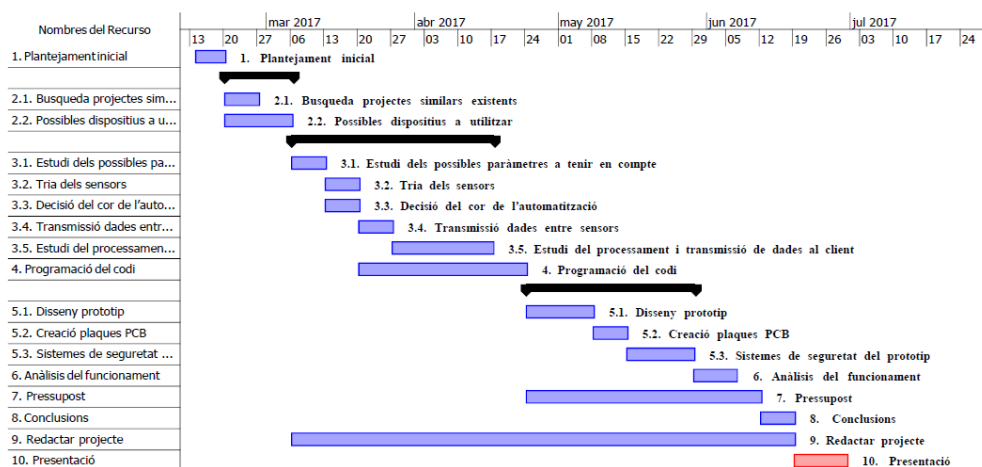 mar 2017 abr 2017 may 2017 jun 2017 jul 2017
Nombres del Recurso
13 20 27 06 13 20 27 03 10 17 24 01 08 15 22 29 05 12 19 26 03 10 17 24
1. Plantejament inicial 1. Plantejament inicial
2.1. Busqueda projectes sim... 2.1. Busqueda projectes similars existents
2.2. Possibles dispositius a u... 2.2. Possibles dispositius a utilitzar
3.1. Estudi dels possibles pa... 3.1. Estudi dels possibles paràmetres a tenir en compte
3.2. Tria dels sensors 3.2. Tria dels sensors
3.3. Decisió del cor de l'auto... 3.3. Decisió del cor de l'automatització
3.4. Transmissió dades entr... 3.4. Transmissió dades entre sensors
3.5. Estudi del processamen... 3.5. Estudi del processament i transmissió de dades al client
4. Programació del codi 4. Programació del codi
5.1. Disseny prototip 5.1. Disseny prototip
5.2. Creació plaques PCB 5.2. Creació plaques PCB
5.3. Sistemes de seguretat ... 5.3. Sistemes de seguretat del prototip
6. Anàlisis del funcionament 6. Anàlisis del funcionament
7. Pressupost 7. Pressupost
8. Conclusions 8. Conclusions
9. Redactar projecte 9. Redactar projecte
10. Presentació 10. Presentació